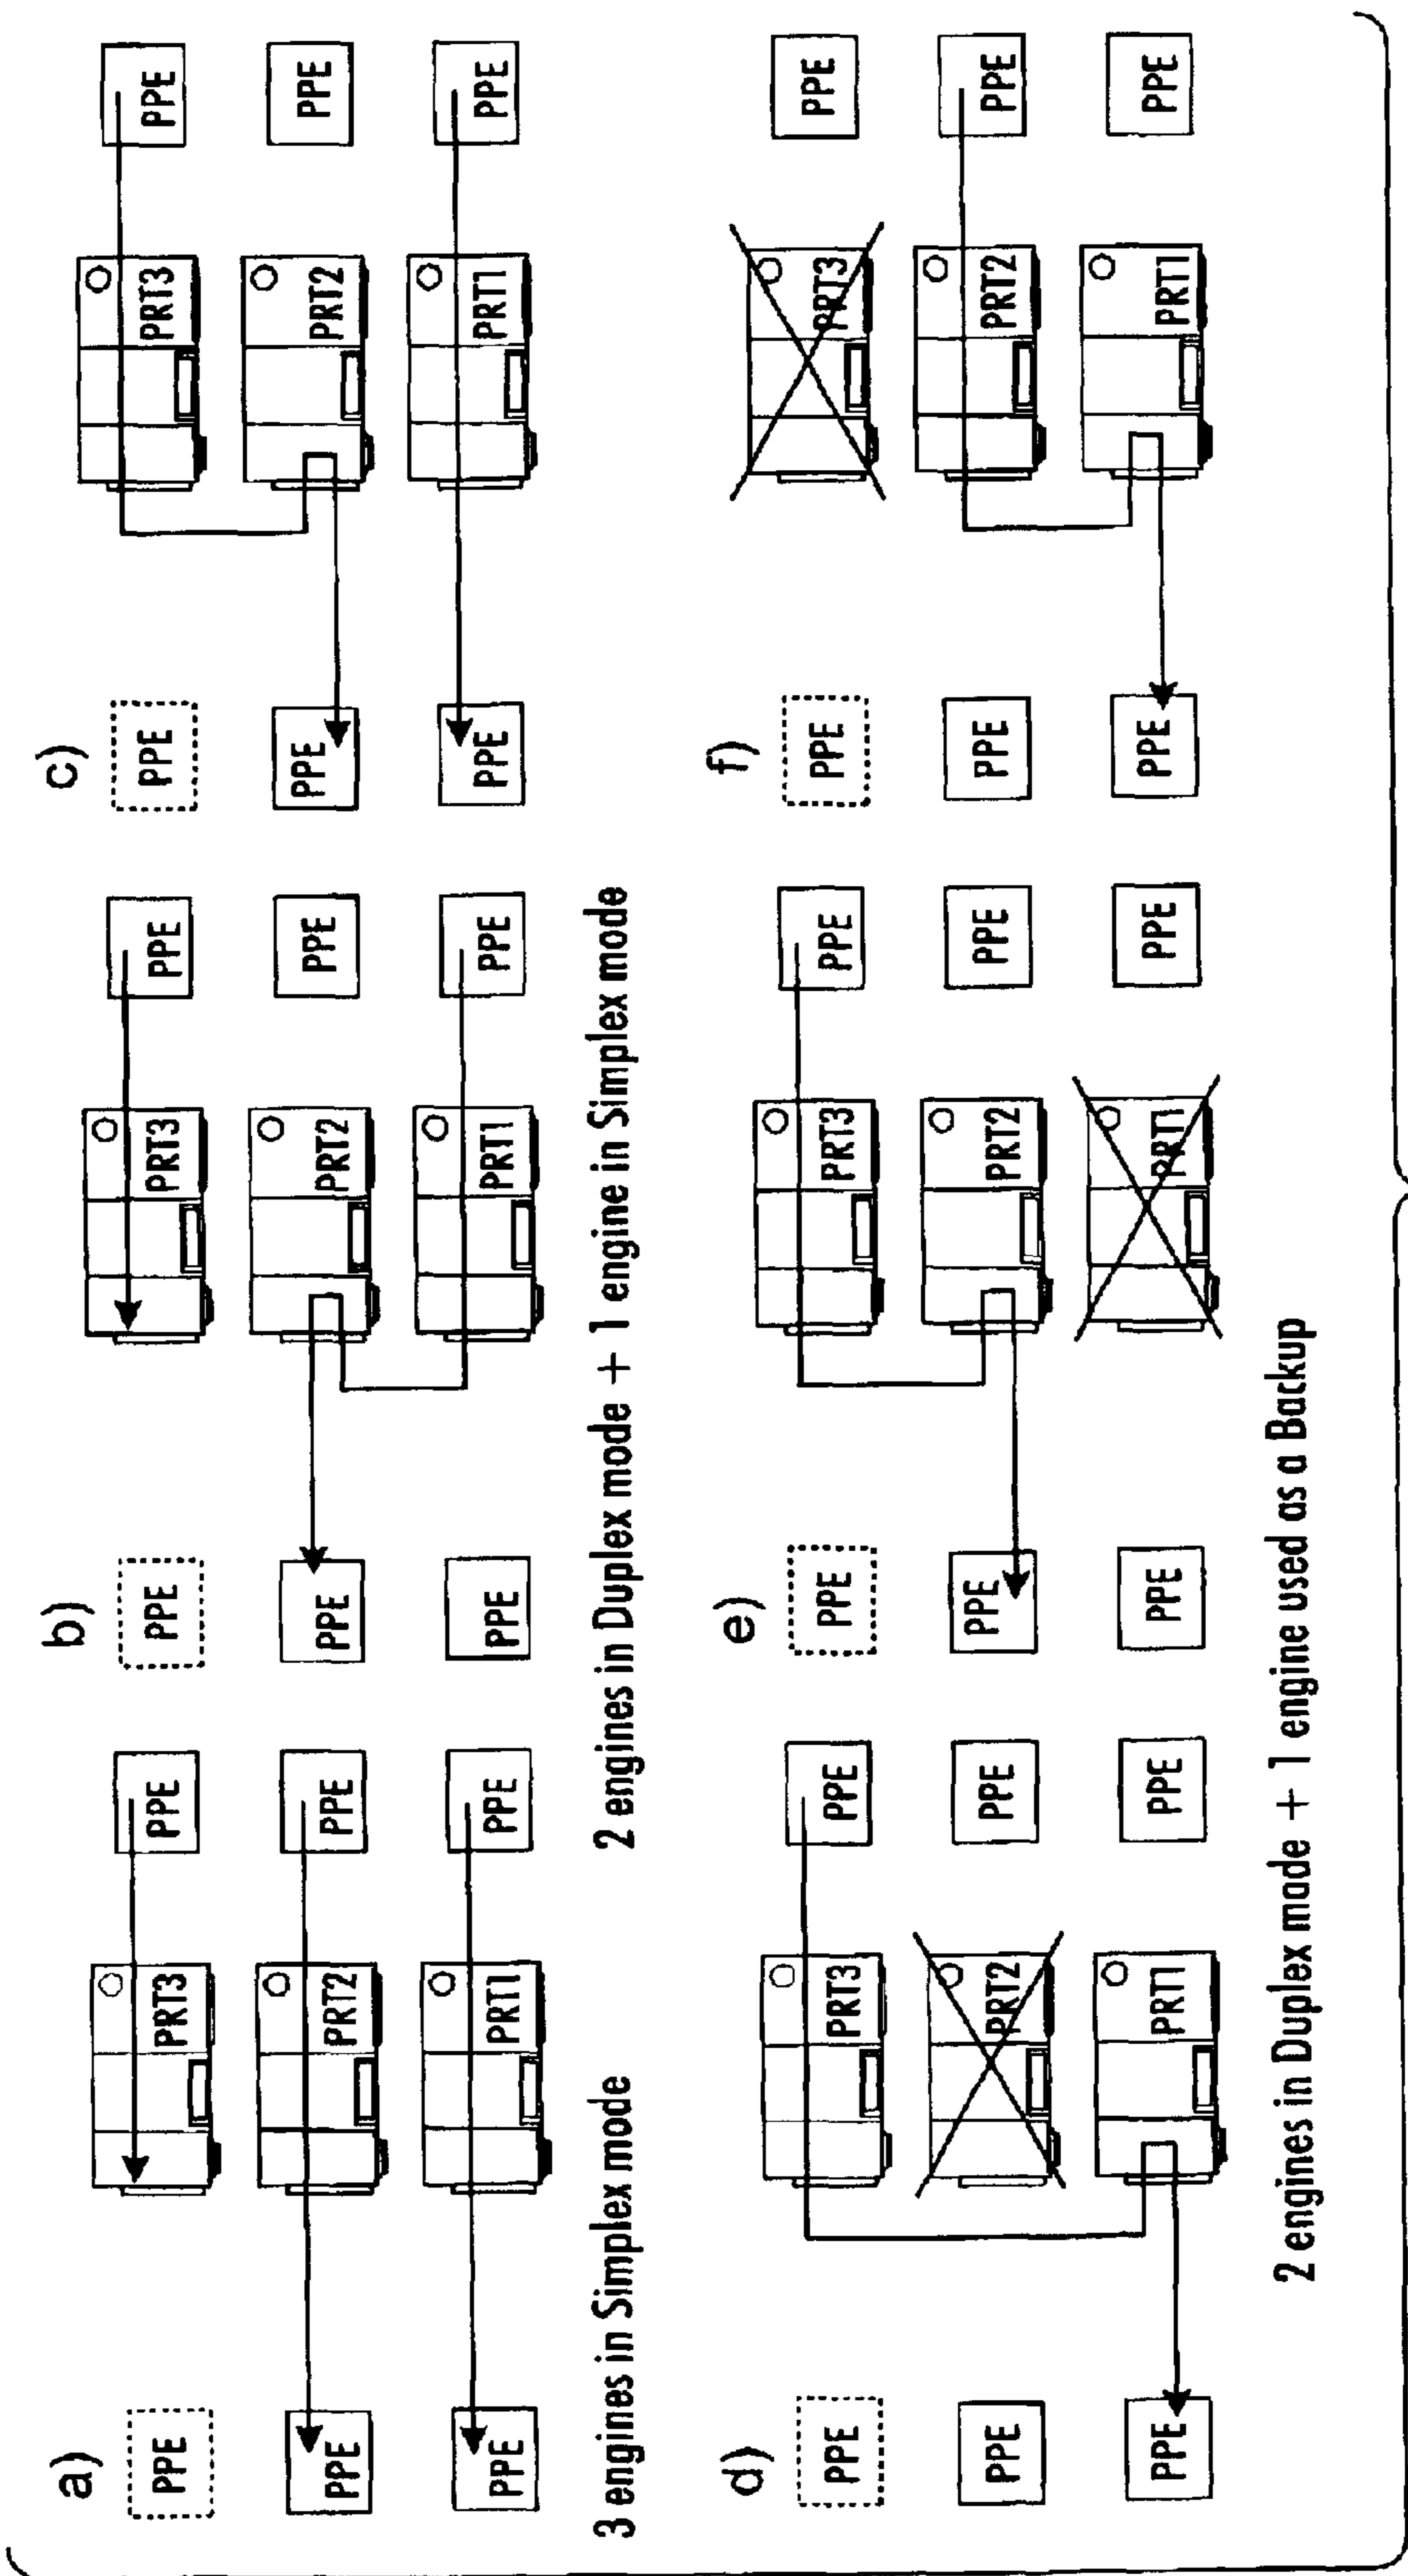 a)
PPE
PRT3
PPE
PPE
PRT2
PPE
PPE
PRT1
PPE
3 engines in Simplex mode
b)
PPE
PRT3
PPE
PPE
PRT2
PPE
PPE
PRT1
PPE
c)
PPE
PRT3
PPE
PPE
PRT2
PPE
PPE
PRT1
PPE
2 engines in Duplex mode + 1 engine in Simplex mode
d)
PPE
PRT3
PPE
PPE
PRT2
PPE
PPE
PRT1
PPE
e)
PPE
PRT3
PPE
PPE
PRT2
PPE
PPE
PRT1
PPE
f)
PPE
PRT3
PPE
PPE
PRT2
PPE
PPE
PRT1
PPE
2 engines in Duplex made + 1 engine used as a Backup